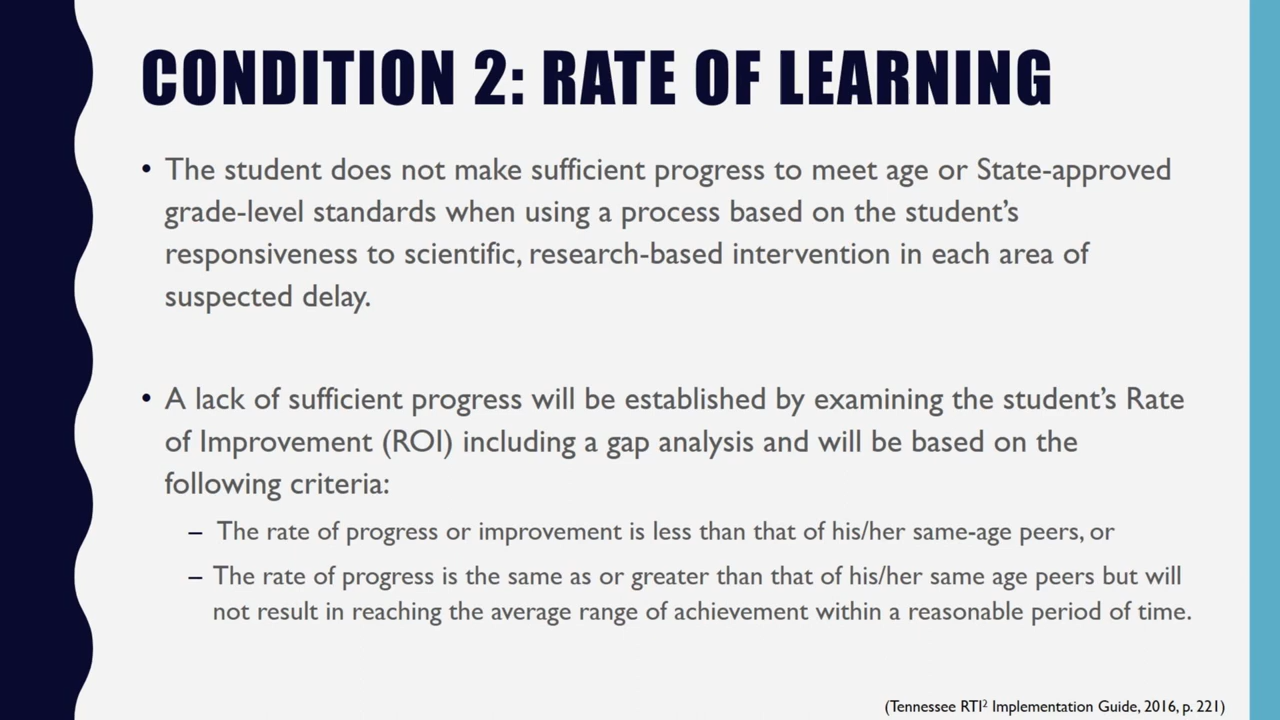 CONDITION 2: RATE OF LEARNING
• The student does not make sufficient progress to meet age or State-approved
grade-level standards when using a process based on the student’s
responsiveness to scientific, research-based intervention in each area of
suspected delay.
• A lack of sufficient progress will be established by examining the student’s Rate
of Improvement (ROI) including a gap analysis and will be based on the
following criteria:
– The rate of progress or improvement is less than that of his/her same-age peers, or
– The rate of progress is the same as or greater than that of his/her same age peers but will
not result in reaching the average range of achievement within a reasonable period of time.
(Tennessee RTI² Implementation Guide, 2016, p. 221)